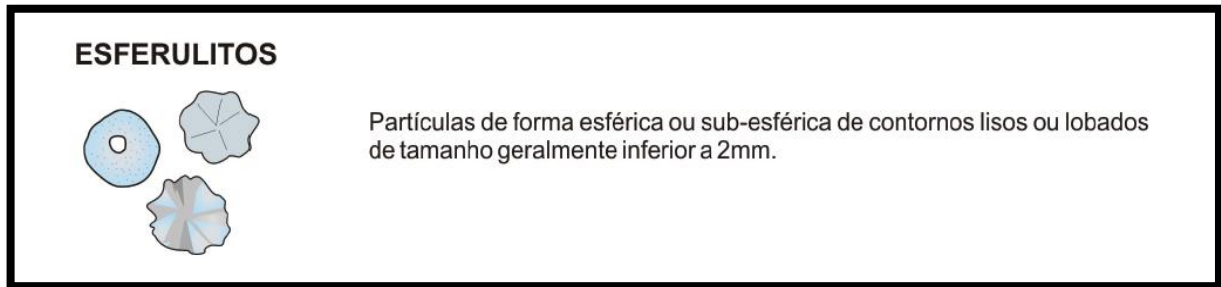 ESFERULITOS
Partículas de forma esférica ou sub-esférica de contornos lisos ou lobados
de tamanho geralmente inferior a 2mm.